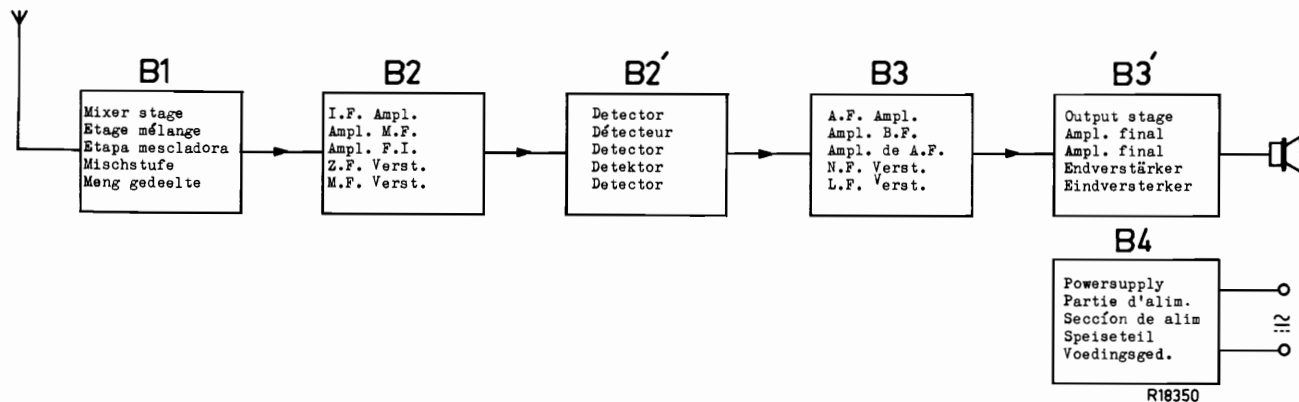 B1
Mixer stage
Etage mélange
Etapa mescladora
Mischstufe
Meng gedeelte
B2
I.F. Ampl.
Ampl. M.F.
Ampl. F.I.
Z.F. Verst.
M.F. Verst.
B2′
Detector
Détecteur
Detector
Detektor
Detector
B3
A.F. Ampl.
Ampl. B.F.
Ampl. de A.F.
N.F. Verst.
L.F. Verst.
B3′
Output stage
Ampl. final
Ampl. final
Endverstärker
Eindversterker
B4
Powersupply
Partie d'alim.
Seccíon de alim
Speiseteil
Voedingsged.
R18350